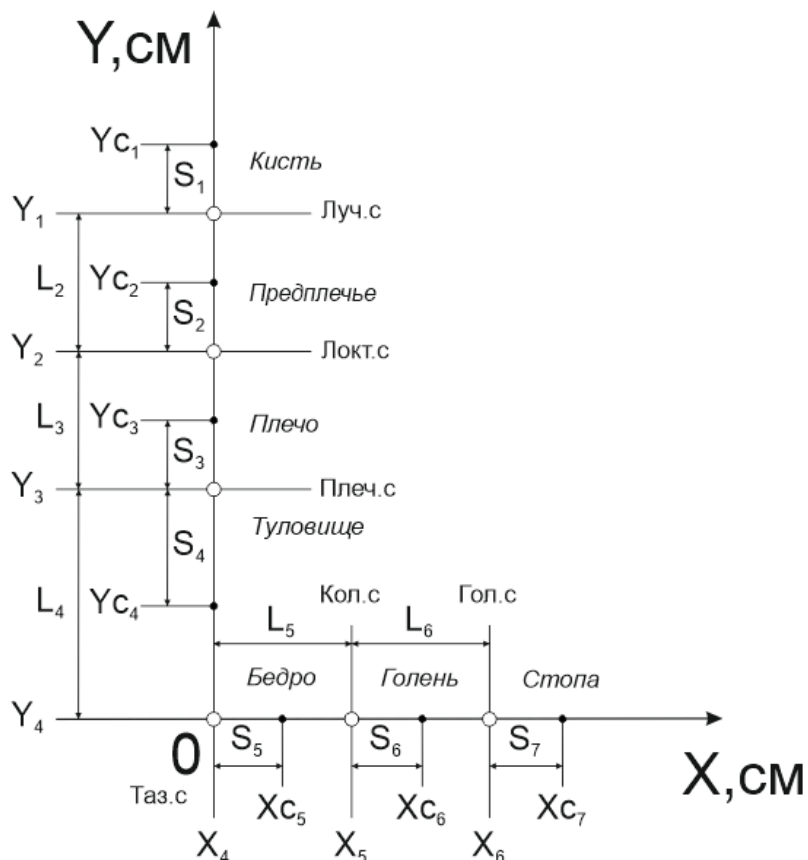 Y,см
Yc₁
S₁
Кисть
Y₁
Луч.с
L₂
Yc₂
S₂
Предплечье
Y₂
Локт.с
L₃
Yc₃
S₃
Плечо
Y₃
Плеч.с
S₄
Туловище
L₄
Yc₄
Кол.с
Гол.с
L₅
L₆
Бедро
Голень
Стопа
Y₄
0
S₅
S₆
S₇
X,см
Таз.с
Xc₅
Xc₆
Xc₇
X₄
X₅
X₆